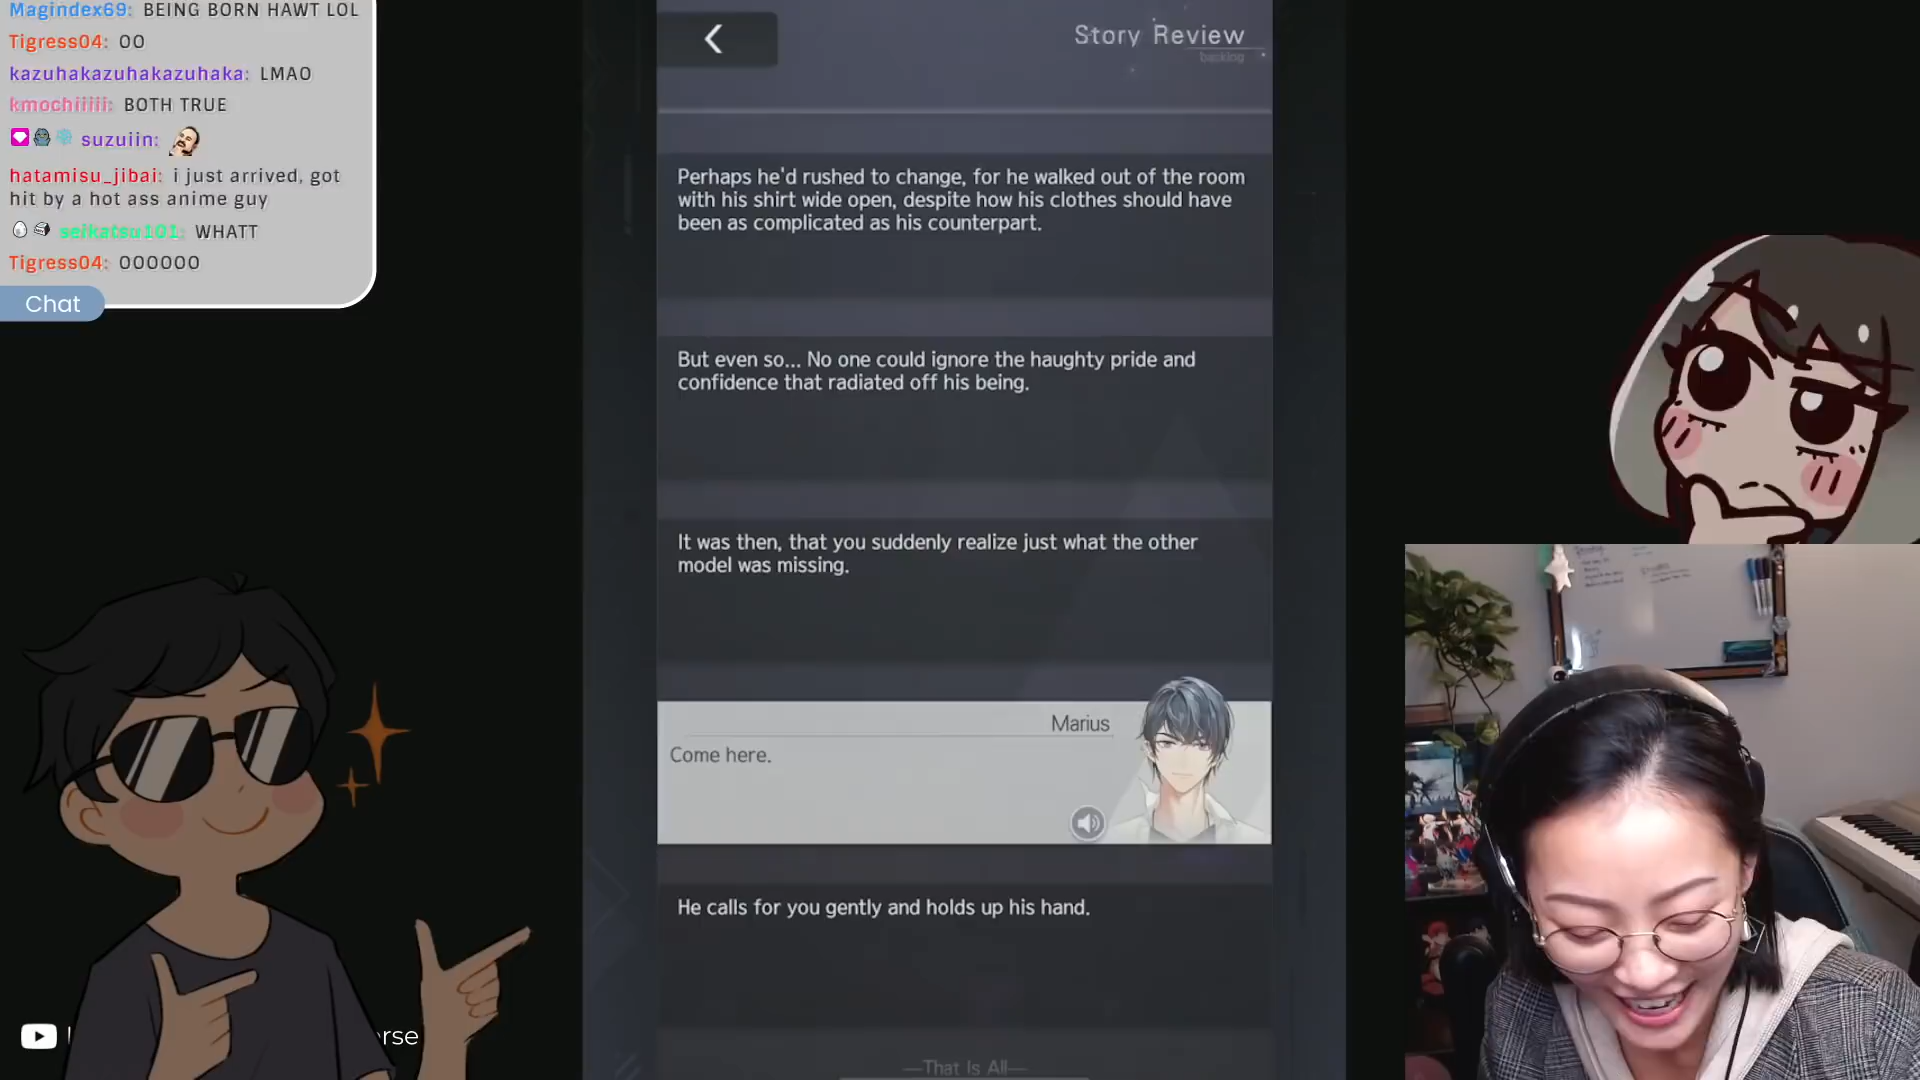 Magindex69: BEING BORN HAWT LOL
Tigress04: OO
kazuhakazuhakazuhaka: LMAO
kmochiiiii: BOTH TRUE
suzuiin:
hatamisu_jibai: i just arrived, got
hit by a hot ass anime guy
seikatsu101: WHATT
Tigress04: OOOOOO
Chat
Story Review
backlog
Perhaps he'd rushed to change, for he walked out of the room
with his shirt wide open, despite how his clothes should have
been as complicated as his counterpart.
But even so... No one could ignore the haughty pride and
confidence that radiated off his being.
It was then, that you suddenly realize just what the other
model was missing.
Marius
Come here.
He calls for you gently and holds up his hand.
—That Is All—
rse